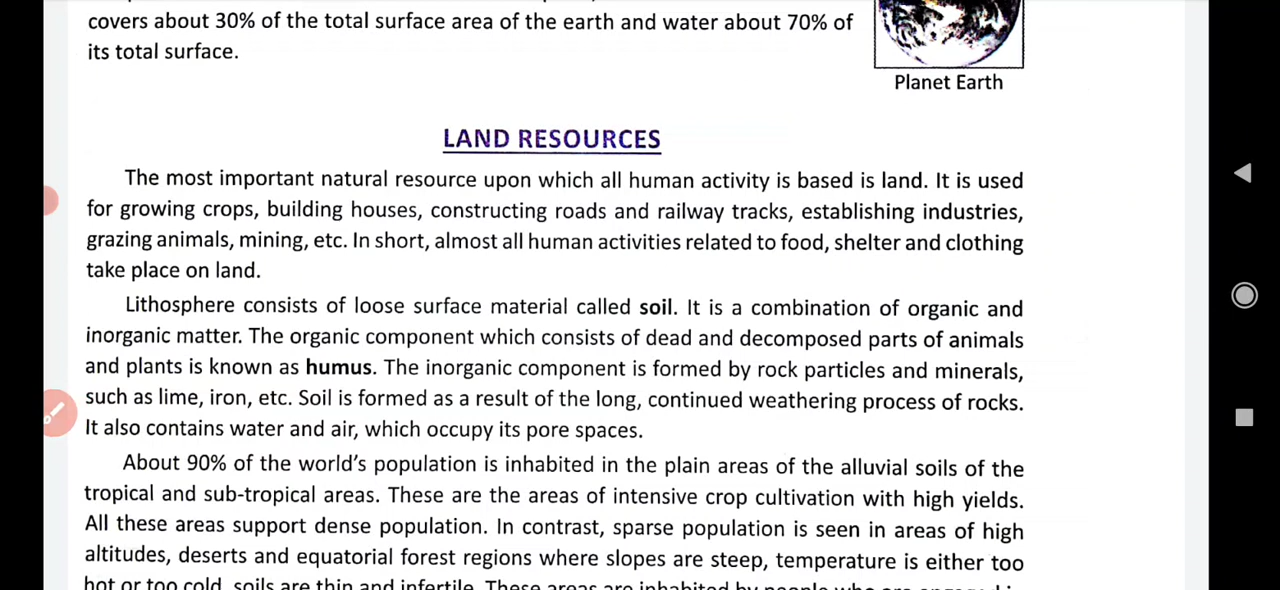 covers about 30% of the total surface area of the earth and water about 70% of
its total surface.
Planet Earth
LAND RESOURCES
The most important natural resource upon which all human activity is based is land. It is used
for growing crops, building houses, constructing roads and railway tracks, establishing industries,
grazing animals, mining, etc. In short, almost all human activities related to food, shelter and clothing
take place on land.
Lithosphere consists of loose surface material called soil. It is a combination of organic and
inorganic matter. The organic component which consists of dead and decomposed parts of animals
and plants is known as humus. The inorganic component is formed by rock particles and minerals,
such as lime, iron, etc. Soil is formed as a result of the long, continued weathering process of rocks.
It also contains water and air, which occupy its pore spaces.
About 90% of the world's population is inhabited in the plain areas of the alluvial soils of the
tropical and sub-tropical areas. These are the areas of intensive crop cultivation with high yields.
All these areas support dense population. In contrast, sparse population is seen in areas of high
altitudes, deserts and equatorial forest regions where slopes are steep, temperature is either too
hot or too cold, soils are thin and infertile. These areas are inhabited by people who are